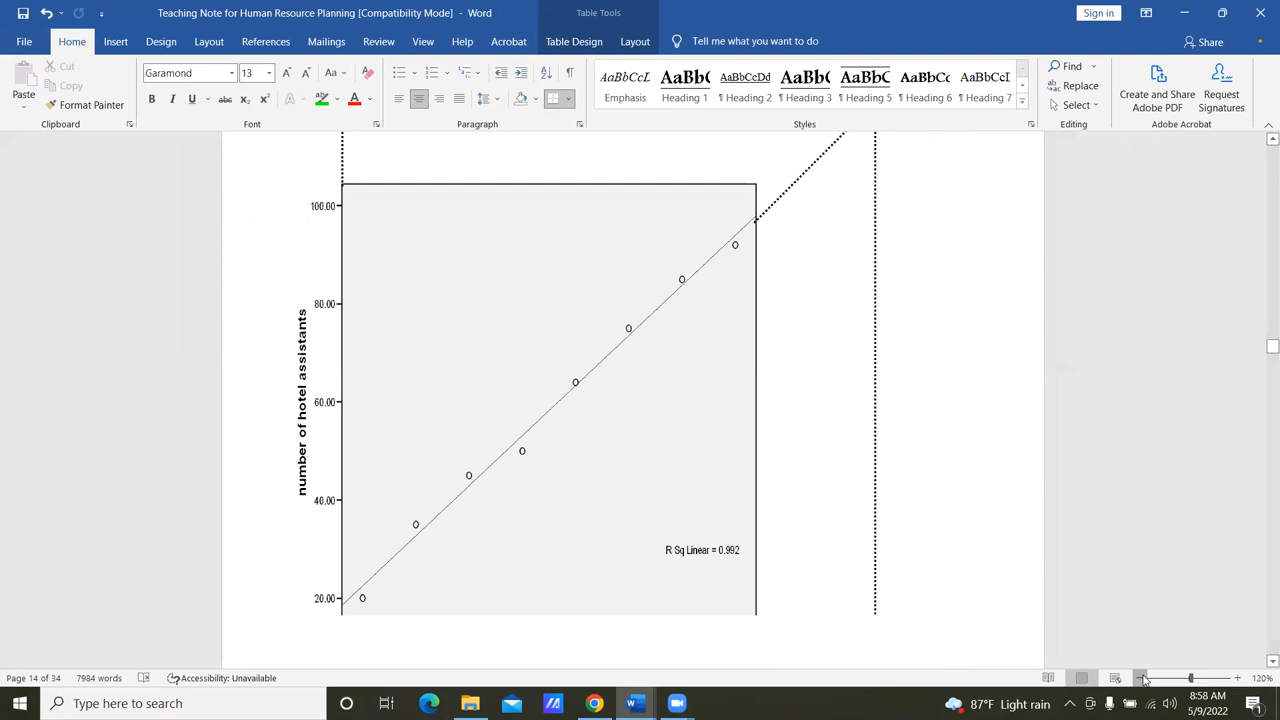 Teaching Note for Human Resource Planning [Compatibility Mode] - Word
Table Tools
Sign in
File Home Insert Design Layout References Mailings Review View Help Acrobat Table Design Layout Tell me what you want to do Share
Paste
Cut
Copy
Format Painter
Clipboard
Garamond 13
Font
Paragraph
AaBbCcL AaBbC AaBbCcDd AaBbC AaBbC AaBbCc AaBbCcI
Emphasis Heading 1 ¶ Heading 2 Heading 3 Heading 5 ¶ Heading 6 ¶ Heading 7
Styles
Find
Replace
Select
Editing
Create and Share Adobe PDF
Request Signatures
Adobe Acrobat
100.00
80.00
60.00
40.00
20.00
number of hotel assistants
R Sq Linear = 0.992
Page 14 of 34 7984 words Accessibility: Unavailable 120%
Type here to search
87°F Light rain
8:58 AM
5/9/2022